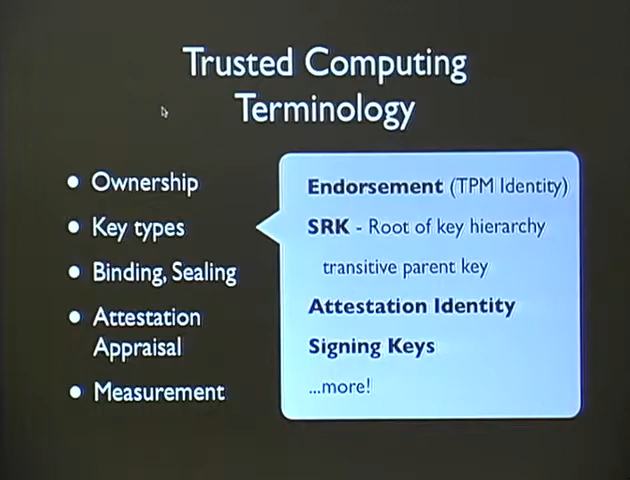 Trusted Computing
Terminology
• Ownership
• Key types
• Binding, Sealing
• Attestation
Appraisal
• Measurement
Endorsement (TPM Identity)
SRK - Root of key hierarchy
transitive parent key
Attestation Identity
Signing Keys
...more!